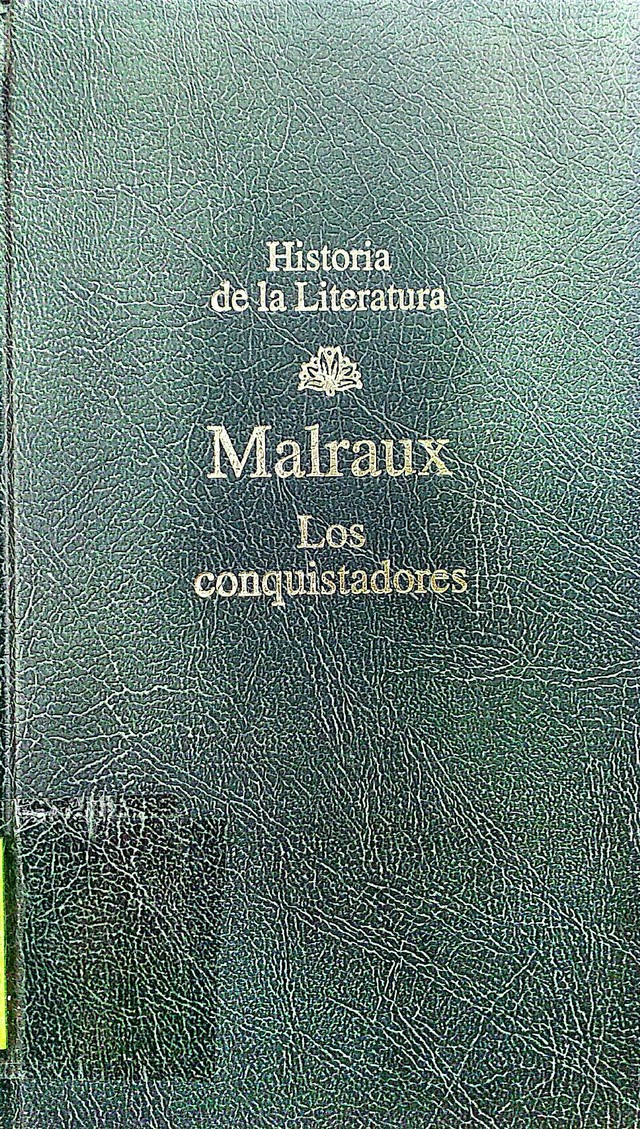 Historia
de la Literatura
Malraux
Los
conquistadores